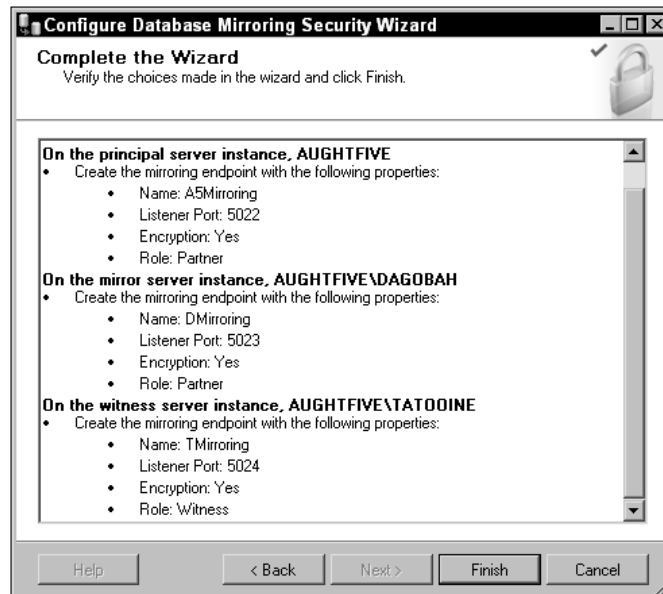 Configure Database Mirroring Security Wizard
Complete the Wizard
Verify the choices made in the wizard and click Finish.
On the principal server instance, AUGHTFIVE
• Create the mirroring endpoint with the following properties:
• Name: A5Mirroring
• Listener Port: 5022
• Encryption: Yes
• Role: Partner
On the mirror server instance, AUGHTFIVE\DAGOBAH
• Create the mirroring endpoint with the following properties:
• Name: DMirroring
• Listener Port: 5023
• Encryption: Yes
• Role: Partner
On the witness server instance, AUGHTFIVE\TATOOINE
• Create the mirroring endpoint with the following properties:
• Name: TMirroring
• Listener Port: 5024
• Encryption: Yes
• Role: Witness
Help < Back Next > Finish Cancel